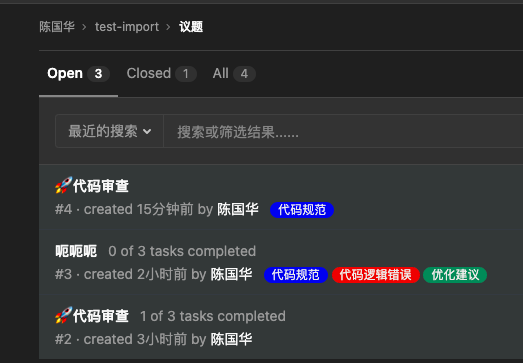 陈国华 › test-import › 议题
Open 3 Closed 1 All 4
最近的搜索 搜索或筛选结果......
🚀代码审查
#4 · created 15分钟前 by 陈国华 代码规范
呃呃呃 0 of 3 tasks completed
#3 · created 2小时前 by 陈国华 代码规范 代码逻辑错误 优化建议
🚀代码审查 1 of 3 tasks completed
#2 · created 3小时前 by 陈国华